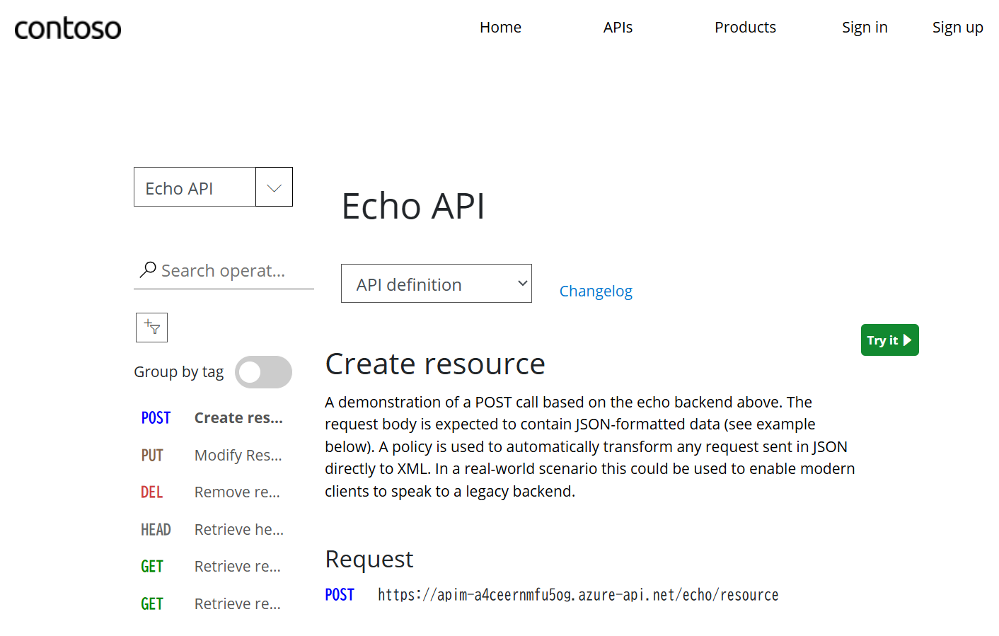 contoso
Home
APIs
Products
Sign in
Sign up
Echo API
Echo API
Search operat...
API definition
Changelog
Try it
Group by tag
Create resource
A demonstration of a POST call based on the echo backend above. The
request body is expected to contain JSON-formatted data (see example
below). A policy is used to automatically transform any request sent in JSON
directly to XML. In a real-world scenario this could be used to enable modern
clients to speak to a legacy backend.
POST Create res...
PUT Modify Res...
DEL Remove re...
HEAD Retrieve he...
GET Retrieve re...
GET Retrieve re...
Request
POST https://apim-a4ceernmfu5og.azure-api.net/echo/resource